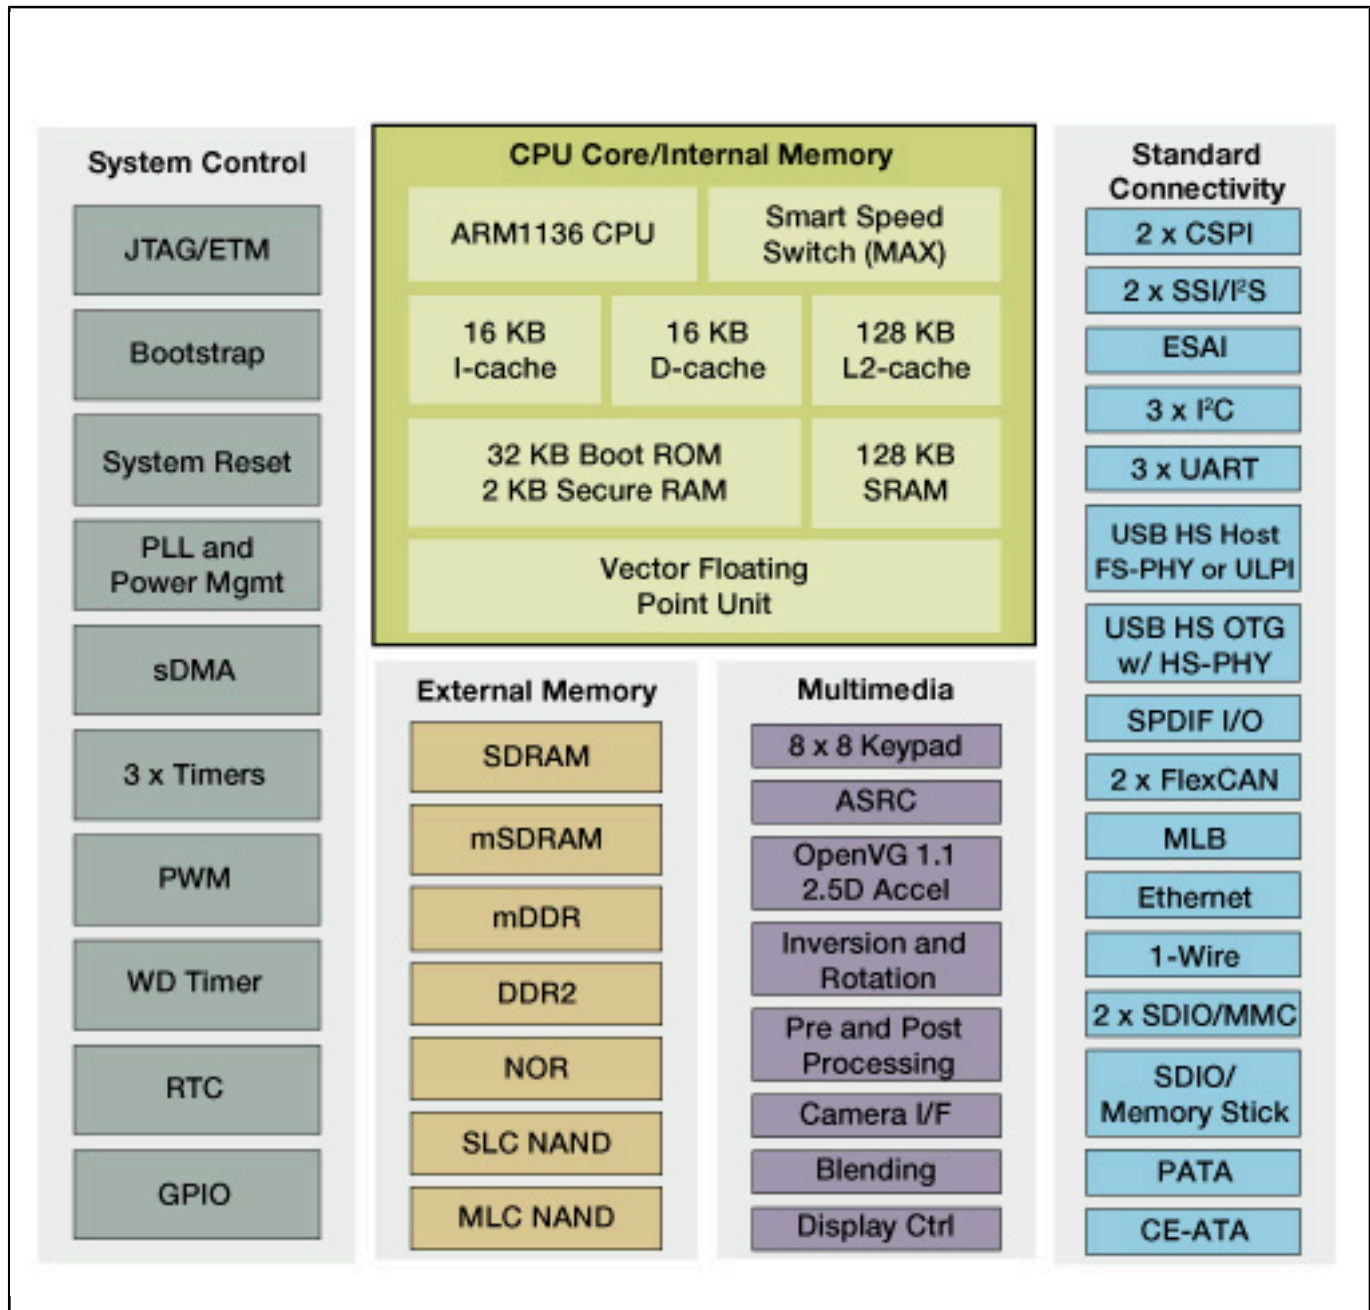 System Control
JTAG/ETM
Bootstrap
System Reset
PLL and
Power Mgmt
sDMA
3 x Timers
PWM
WD Timer
RTC
GPIO
CPU Core/Internal Memory
ARM1136 CPU
Smart Speed
Switch (MAX)
16 KB
I-cache
16 KB
D-cache
128 KB
L2-cache
32 KB Boot ROM
2 KB Secure RAM
128 KB
SRAM
Vector Floating
Point Unit
External Memory
SDRAM
mSDRAM
mDDR
DDR2
NOR
SLC NAND
MLC NAND
Multimedia
8 x 8 Keypad
ASRC
OpenVG 1.1
2.5D Accel
Inversion and
Rotation
Pre and Post
Processing
Camera I/F
Blending
Display Ctrl
Standard
Connectivity
2 x CSPI
2 x SSI/I²S
ESAI
3 x I²C
3 x UART
USB HS Host
FS-PHY or ULPI
USB HS OTG
w/ HS-PHY
SPDIF I/O
2 x FlexCAN
MLB
Ethernet
1-Wire
2 x SDIO/MMC
SDIO/
Memory Stick
PATA
CE-ATA